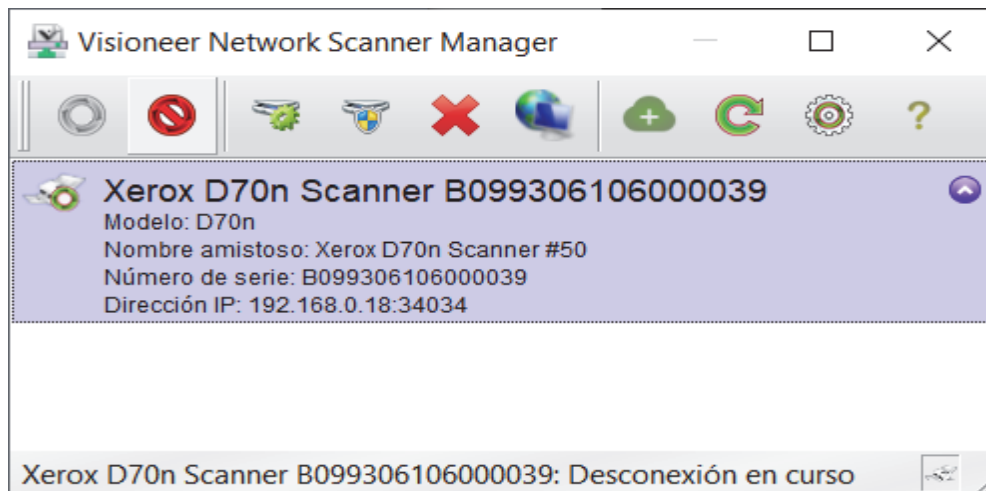 Visioneer Network Scanner Manager
?
Xerox D70n Scanner B099306106000039
Modelo: D70n
Nombre amistoso: Xerox D70n Scanner #50
Número de serie: B099306106000039
Dirección IP: 192.168.0.18:34034
Xerox D70n Scanner B099306106000039: Desconexión en curso